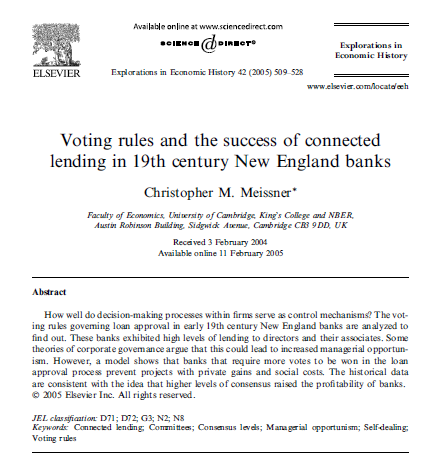 Available online at www.sciencedirect.com
SCIENCE DIRECT®
Explorations in
Economic History
ELSEVIER
Explorations in Economic History 42 (2005) 509–528
www.elsevier.com/locate/eeh
Voting rules and the success of connected
lending in 19th century New England banks
Christopher M. Meissner*
Faculty of Economics, University of Cambridge, King's College and NBER,
Austin Robinson Building, Sidgwick Avenue, Cambridge CB3 9DD, UK
Received 3 February 2004
Available online 11 February 2005
Abstract
How well do decision-making processes within firms serve as control mechanisms? The vot-
ing rules governing loan approval in early 19th century New England banks are analyzed to
find out. These banks exhibited high levels of lending to directors and their associates. Some
theories of corporate governance argue that this could lead to increased managerial opportun-
ism. However, a model shows that banks that require more votes to be won in the loan
approval process prevent projects with private gains and social costs. The historical data
are consistent with the idea that higher levels of consensus raised the profitability of banks.
© 2005 Elsevier Inc. All rights reserved.
JEL classification: D71; D72; G3; N2; N8
Keywords: Connected lending; Committees; Consensus levels; Managerial opportunism; Self-dealing;
Voting rules